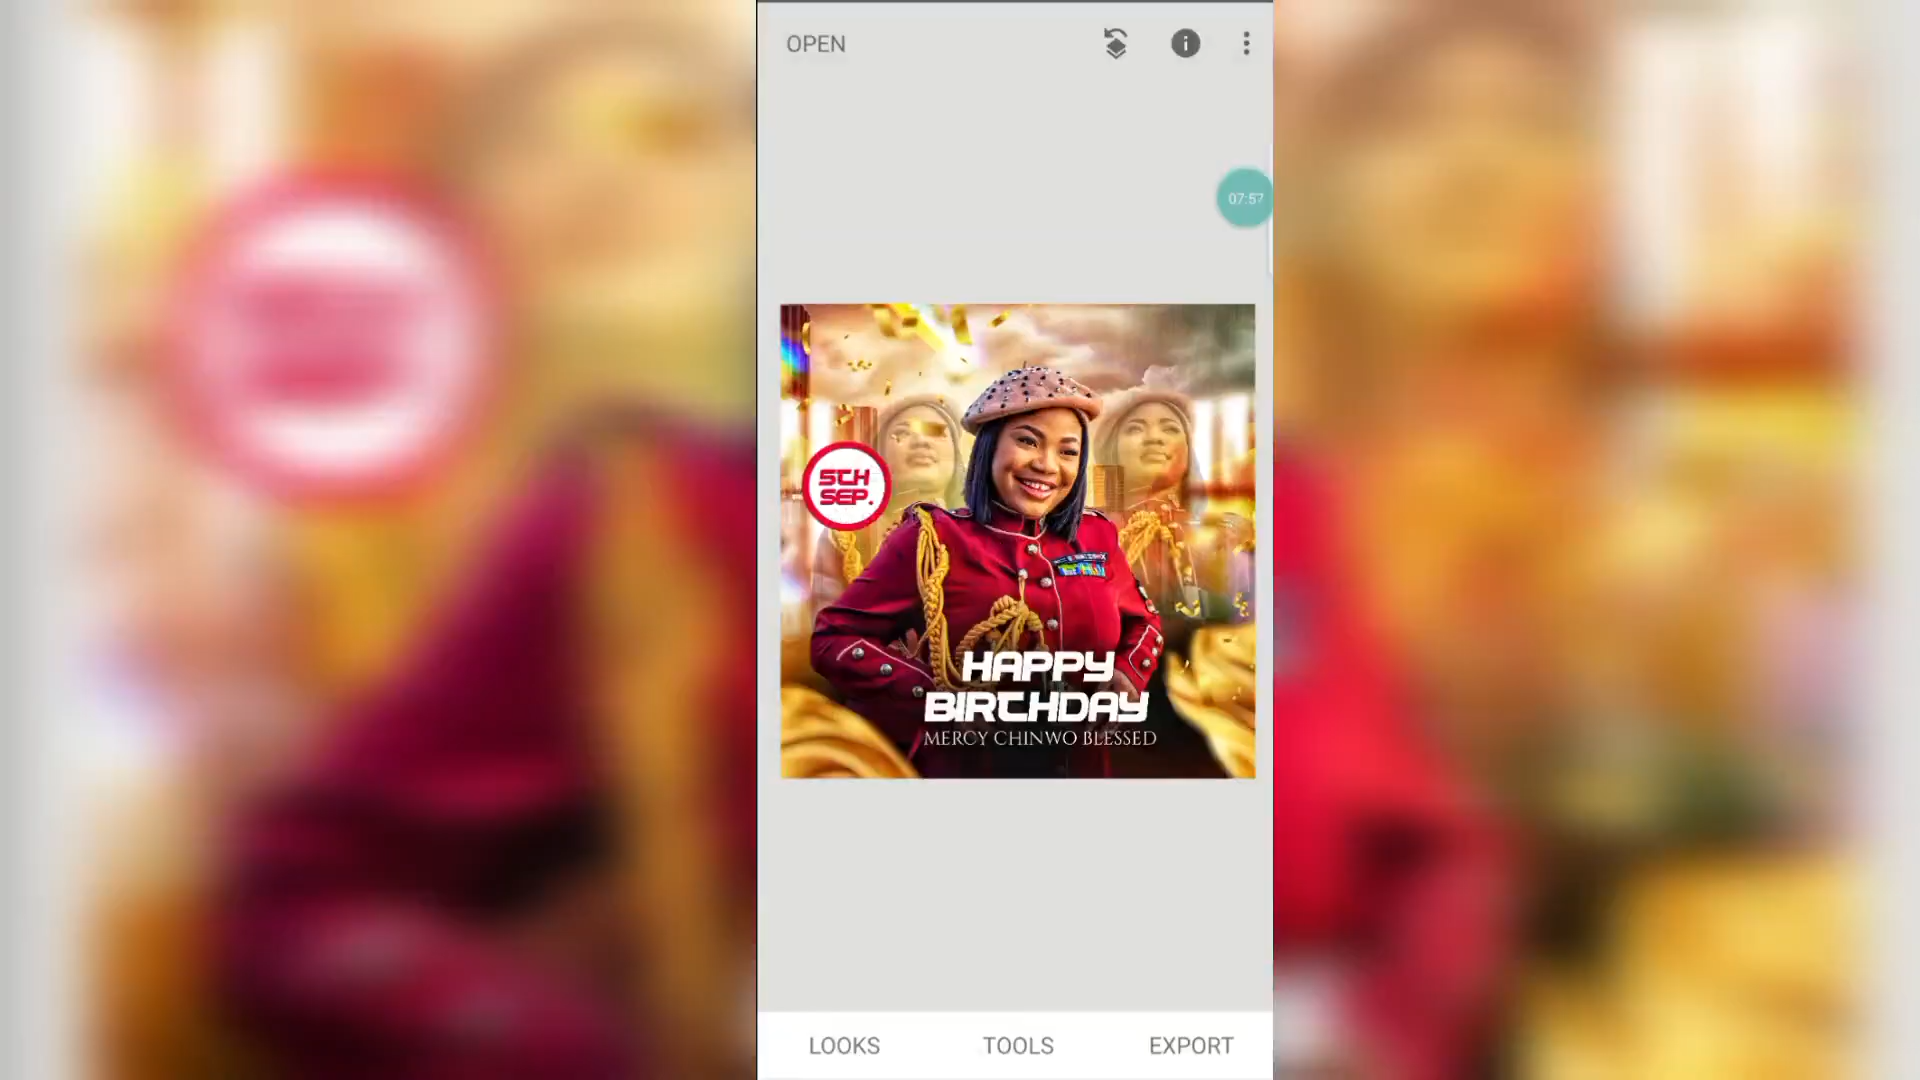 OPEN
07:57
5TH
SEP.
HAPPY
BIRTHDAY
MERCY CHINWO BLESSED
LOOKS
TOOLS
EXPORT